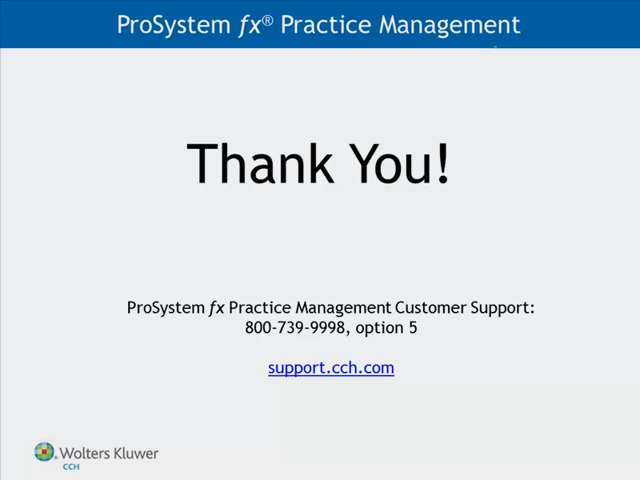 ProSystem fx® Practice Management
Thank You!
ProSystem fx Practice Management Customer Support:
800-739-9998, option 5
support.cch.com
Wolters Kluwer
CCH